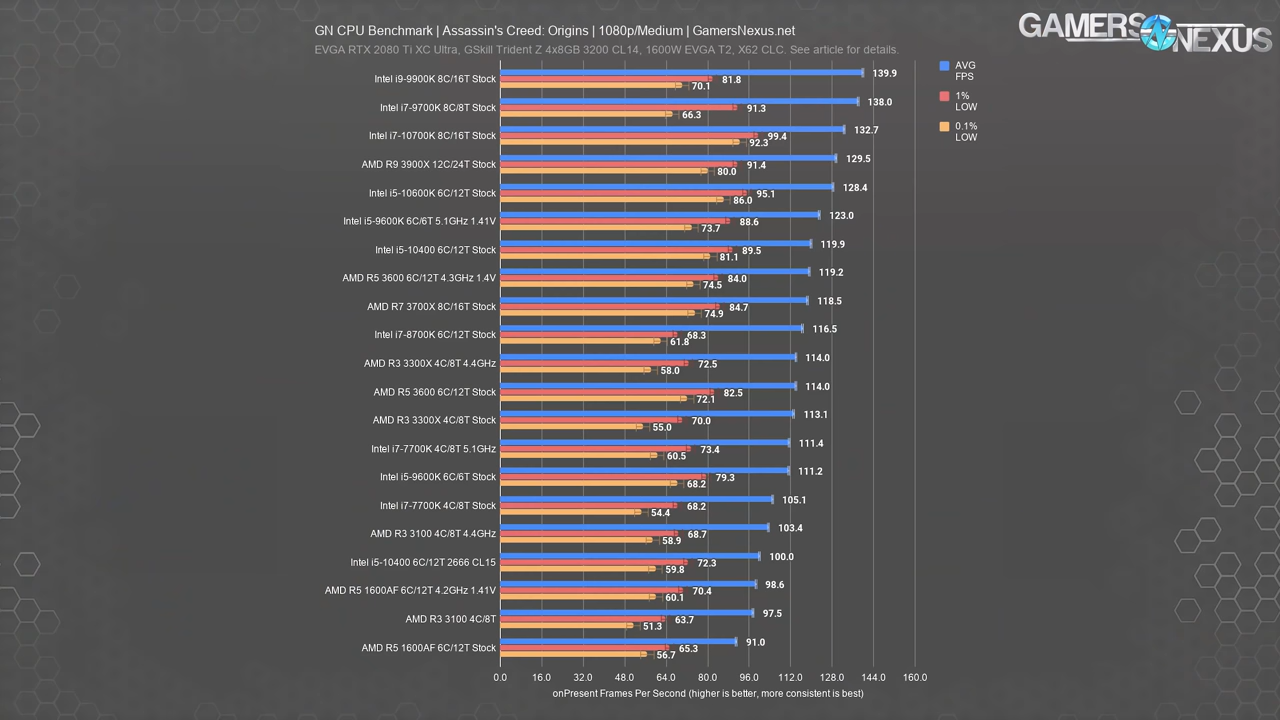 GN CPU Benchmark | Assassin's Creed: Origins | 1080p/Medium | GamersNexus.net
EVGA RTX 2080 Ti XC Ultra, GSkill Trident Z 4x8GB 3200 CL14, 1600W EVGA T2, X62 CLC. See article for details.
GAMERS NEXUS
AVG FPS
1% LOW
0.1% LOW
Intel i9-9900K 8C/16T Stock 139.9 81.8 70.1
Intel i7-9700K 8C/8T Stock 138.0 91.3 66.3
Intel i7-10700K 8C/16T Stock 132.7 99.4 92.3
AMD R9 3900X 12C/24T Stock 129.5 91.4 80.0
Intel i5-10600K 6C/12T Stock 128.4 95.1 86.0
Intel i5-9600K 6C/6T 5.1GHz 1.41V 123.0 88.6 73.7
Intel i5-10400 6C/12T Stock 119.9 89.5 81.1
AMD R5 3600 6C/12T 4.3GHz 1.4V 119.2 84.0 74.5
AMD R7 3700X 8C/16T Stock 118.5 84.7 74.9
Intel i7-8700K 6C/12T Stock 116.5 68.3 61.8
AMD R3 3300X 4C/8T 4.4GHz 114.0 72.5 58.0
AMD R5 3600 6C/12T Stock 114.0 82.5 72.1
AMD R3 3300X 4C/8T Stock 113.1 70.0 55.0
Intel i7-7700K 4C/8T 5.1GHz 111.4 73.4 60.5
Intel i5-9600K 6C/6T Stock 111.2 79.3 68.2
Intel i7-7700K 4C/8T Stock 105.1 68.2 54.4
AMD R3 3100 4C/8T 4.4GHz 103.4 68.7 58.9
Intel i5-10400 6C/12T 2666 CL15 100.0 72.3 59.8
AMD R5 1600AF 6C/12T 4.2GHz 1.41V 98.6 70.4 60.1
AMD R3 3100 4C/8T 97.5 63.7 51.3
AMD R5 1600AF 6C/12T Stock 91.0 65.3 56.7
0.0 16.0 32.0 48.0 64.0 80.0 96.0 112.0 128.0 144.0 160.0
onPresent Frames Per Second (higher is better, more consistent is best)